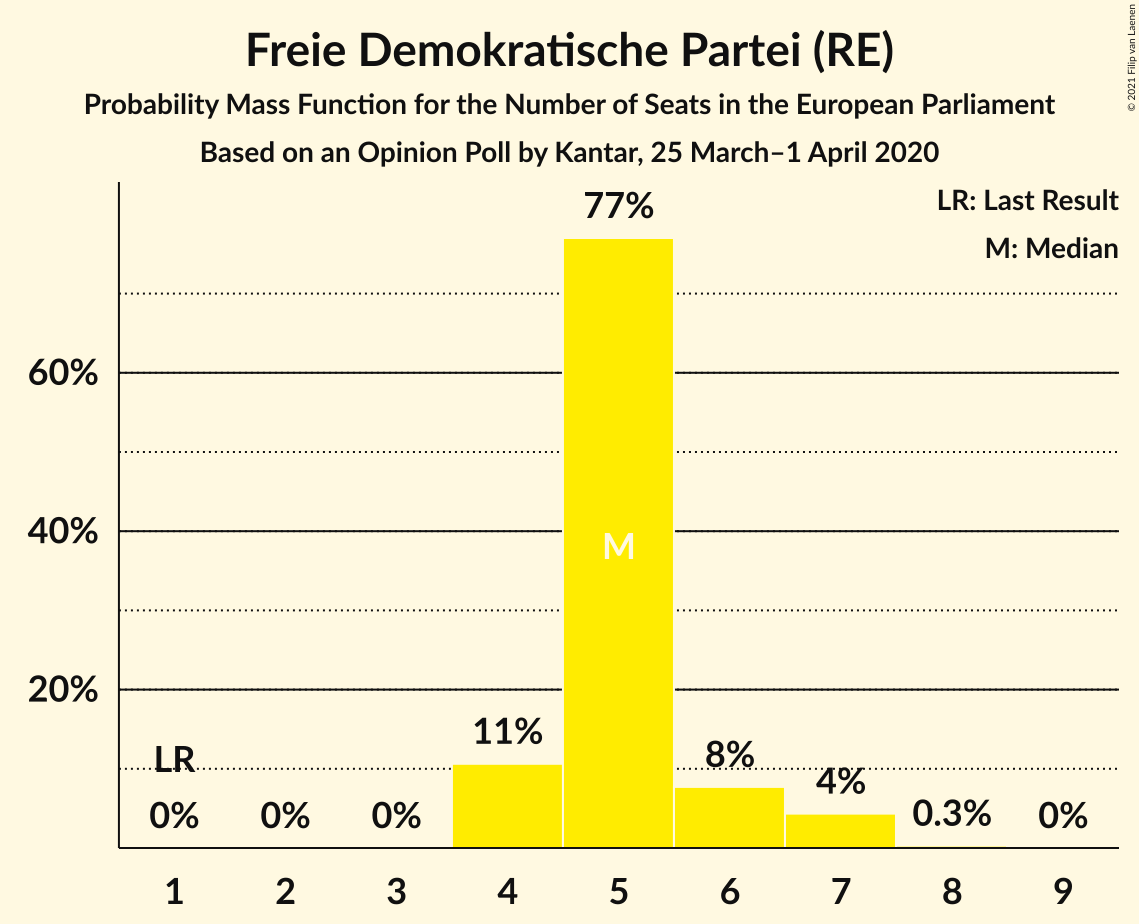 Freie Demokratische Partei (RE)
Probability Mass Function for the Number of Seats in the European Parliament
Based on an Opinion Poll by Kantar, 25 March–1 April 2020
© 2021 Filip van Laenen
LR: Last Result
M: Median
77%
60%
40%
M
20%
11%
LR
8%
4%
0%
0%
0%
0.3%
0%
1 2 3 4 5 6 7 8 9